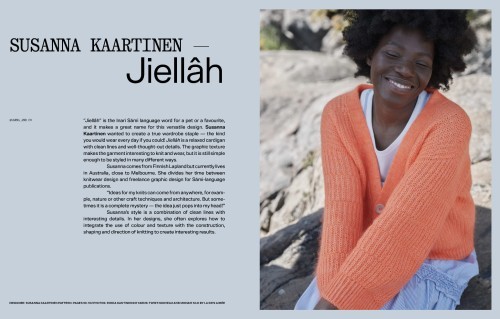 SUSANNA KAARTINEN —
Jiellâh
"Jiellâh" is the Inari Sámi language word for a pet or a favourite,
and it makes a great name for this versatile design. Susanna
Kaartinen wanted to create a true wardrobe staple — the kind
you would wear every day if you could! Jiellâh is a relaxed cardigan
with clean lines and well-thought-out details. The graphic texture
makes the garment interesting to knit and wear, but it is still simple
enough to be styled in many different ways.
Susanna comes from Finnish Lapland but currently lives
in Australia, close to Melbourne. She divides her time between
knitwear design and freelance graphic design for Sámi-language
publications.
"Ideas for my knits can come from anywhere, for exam-
ple, nature or other craft techniques and architecture. But some-
times it is a complete mystery — the idea just pops into my head!"
Susanna's style is a combination of clean lines with
interesting details. In her designs, she often explores how to
integrate the use of colour and texture with the construction,
shaping and direction of knitting to create interesting results.